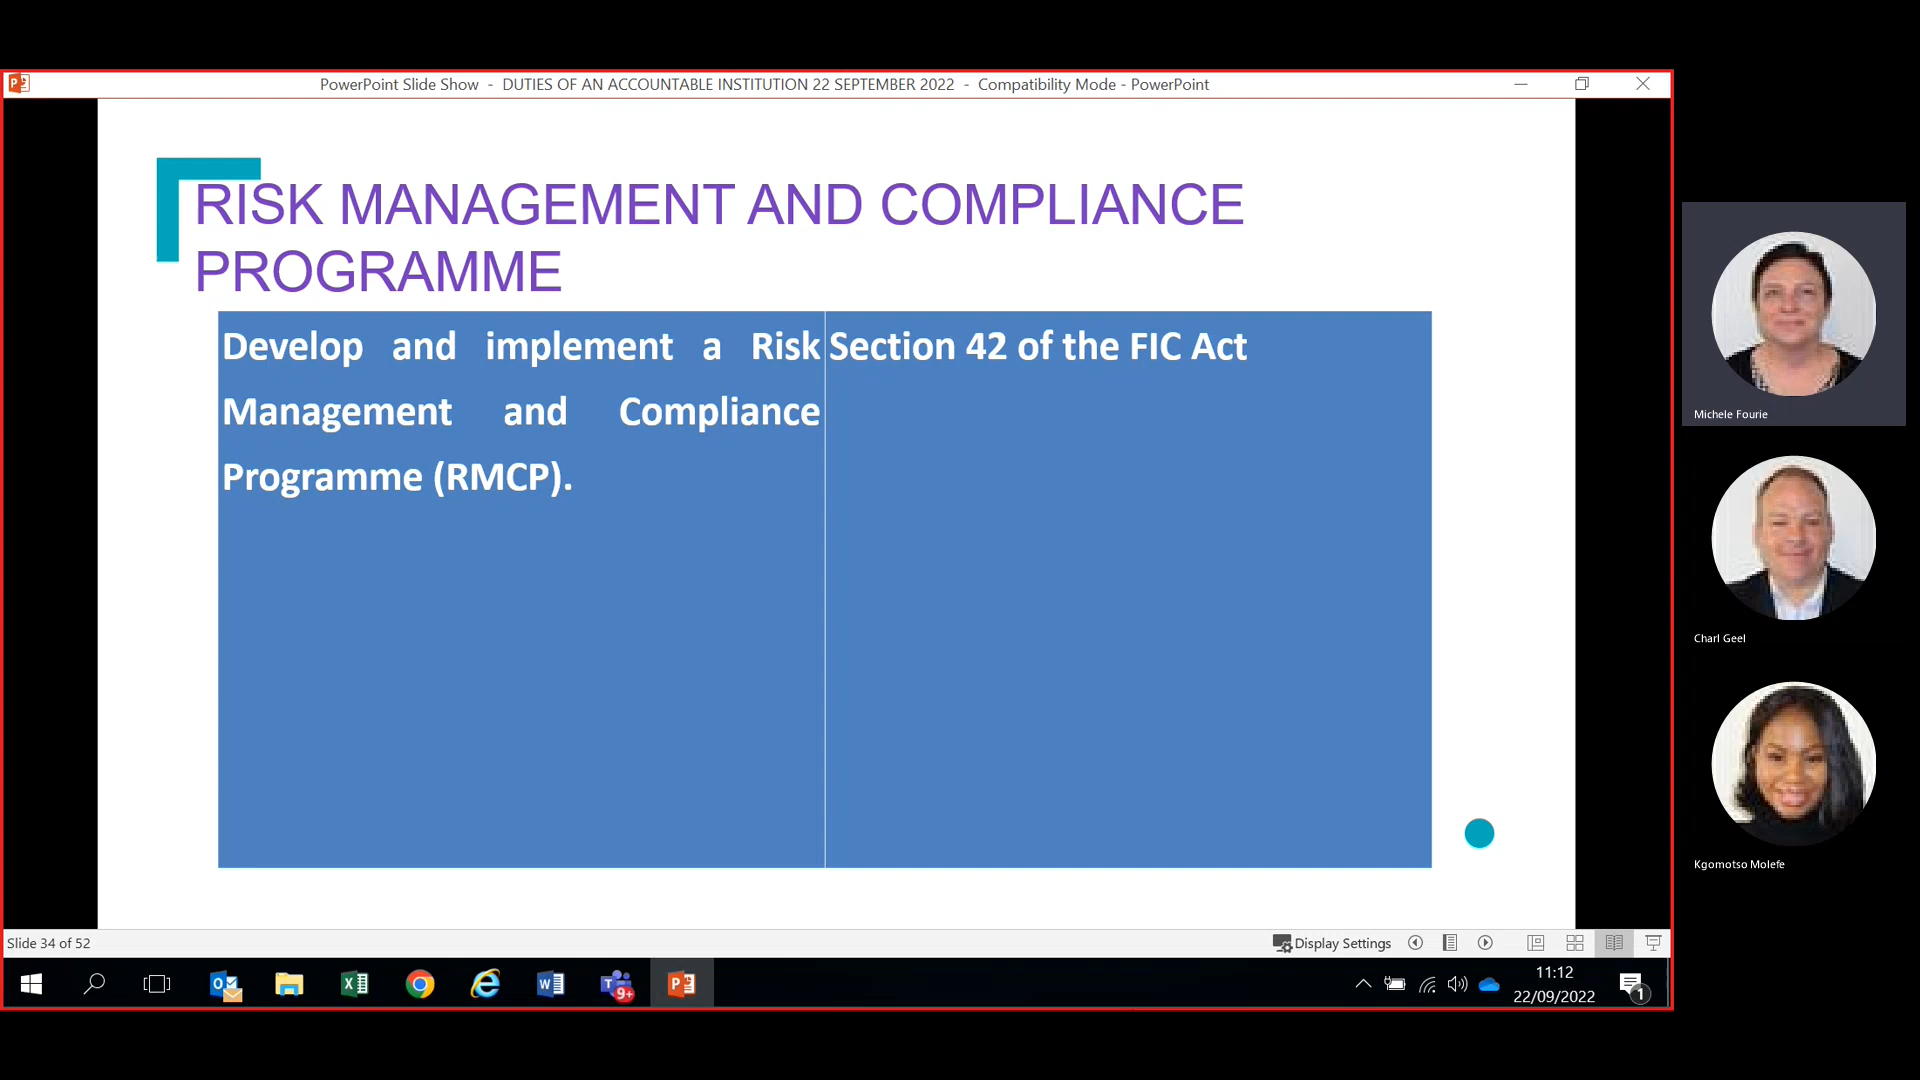 PowerPoint Slide Show - DUTIES OF AN ACCOUNTABLE INSTITUTION 22 SEPTEMBER 2022 - Compatibility Mode - PowerPoint
RISK MANAGEMENT AND COMPLIANCE
PROGRAMME
Develop and implement a Risk
Management and Compliance
Programme (RMCP).
Section 42 of the FIC Act
Michele Fourie
Charl Geel
Kgomotso Molefe
Slide 34 of 52
Display Settings
9+
11:12
22/09/2022
1